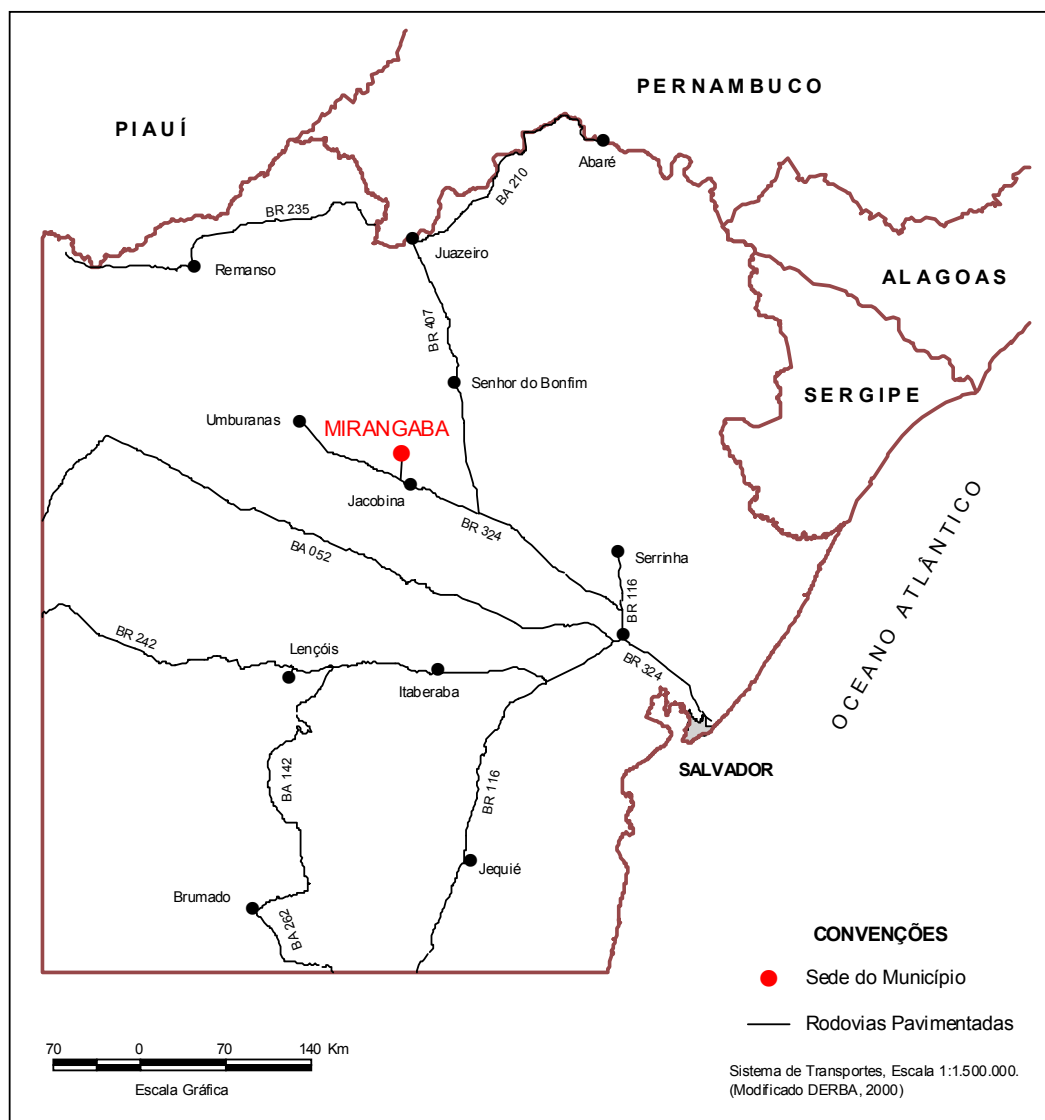 PERNAMBUCO
PIAUÍ
Abaré
BA 210
BR 235
Juazeiro
Remanso
ALAGOAS
BR 407
Senhor do Bonfim
SERGIPE
Umburanas
MIRANGABA
Jacobina
BR 324
OCEANO ATLÂNTICO
BA 052
Serrinha
BR 116
BR 242
Lençóis
BR 324
Itaberaba
SALVADOR
BA 142
BR 116
Jequié
Brumado
BA 262
CONVENÇÕES
Sede do Município
Rodovias Pavimentadas
70 0 70 140 Km
Escala Gráfica
Sistema de Transportes, Escala 1:1.500.000.
(Modificado DERBA, 2000)